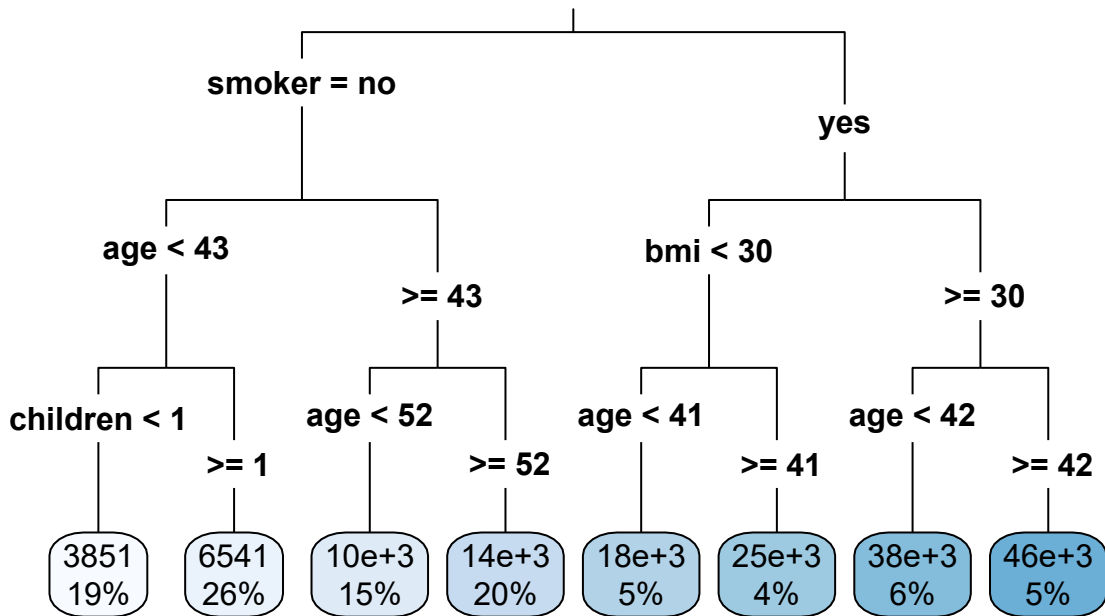 smoker = no
yes
age < 43
bmi < 30
>= 43
>= 30
children < 1
age < 52
age < 41
age < 42
>= 1
>= 52
>= 41
>= 42
3851
19%
6541
26%
10e+3
15%
14e+3
20%
18e+3
5%
25e+3
4%
38e+3
6%
46e+3
5%